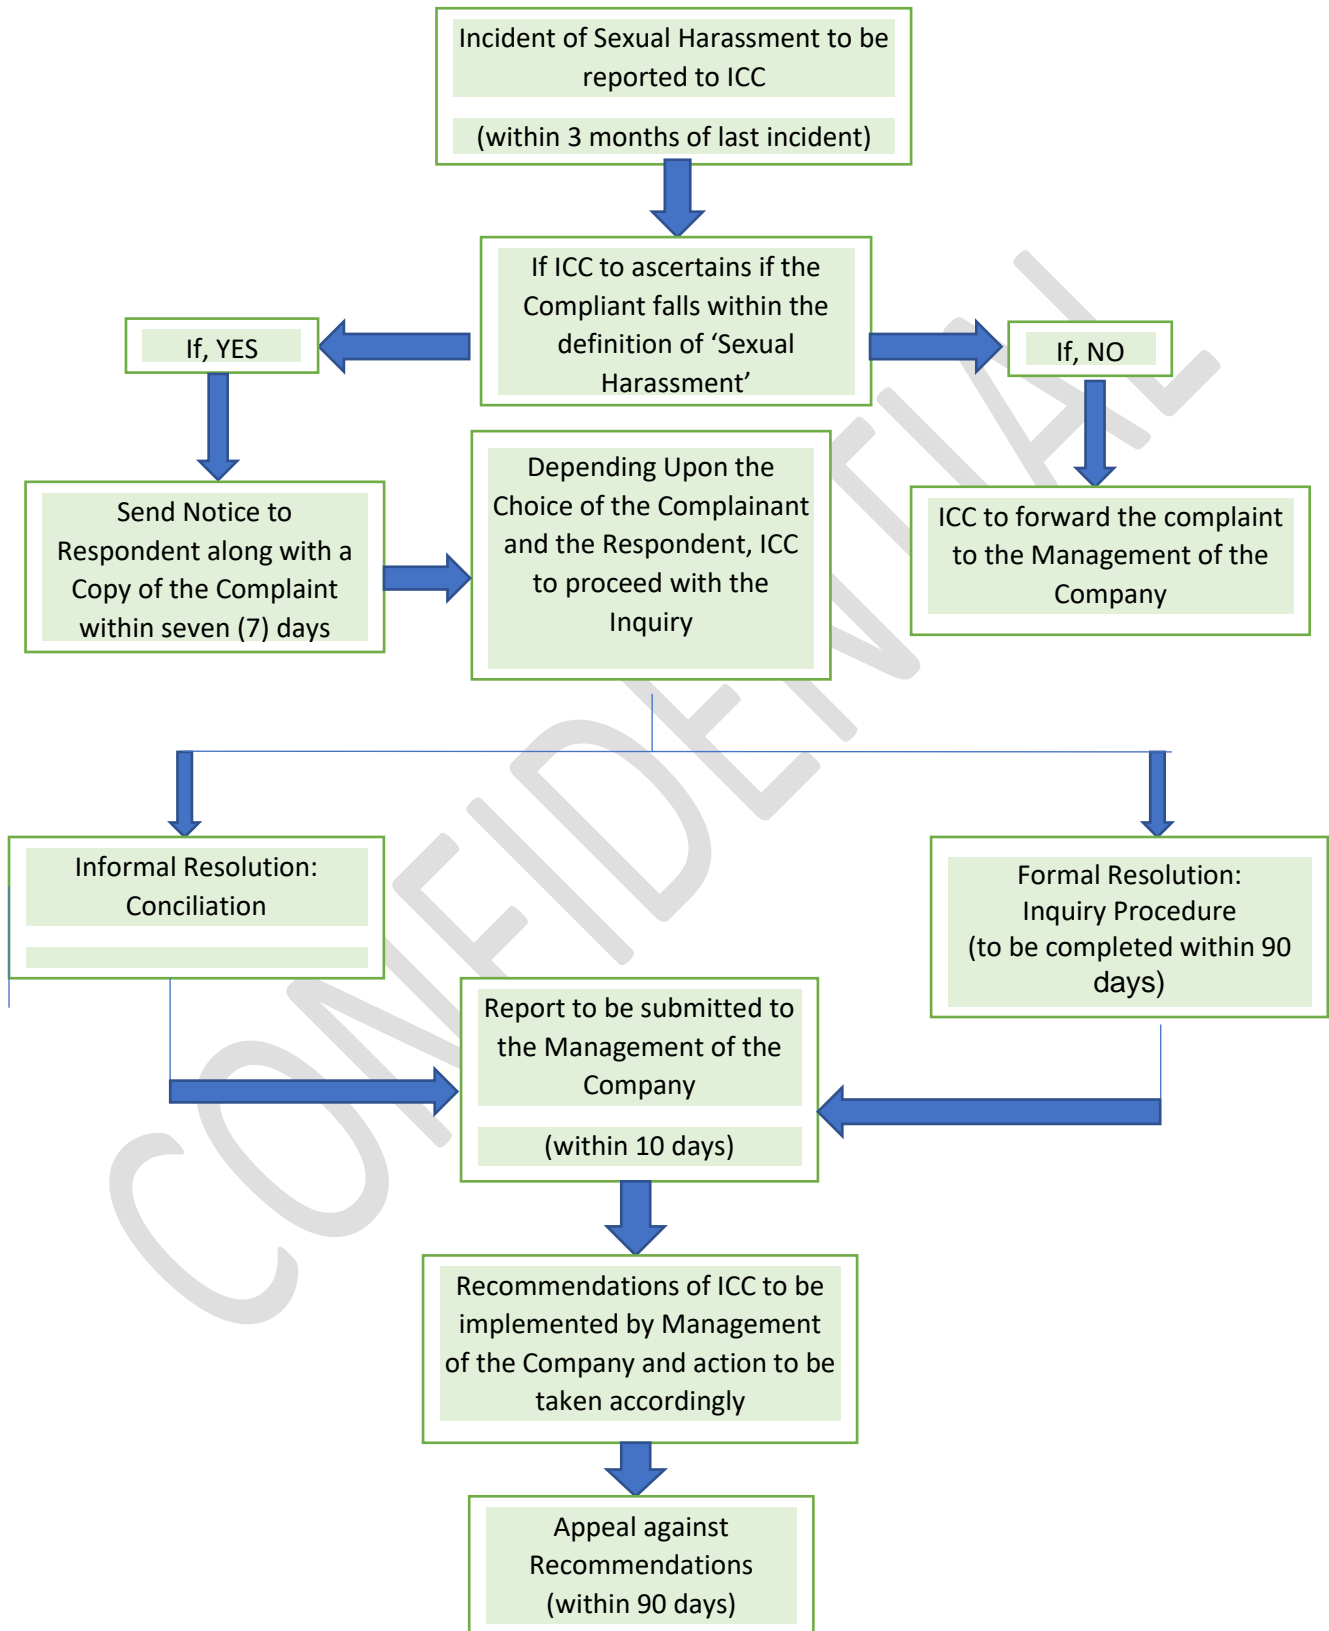 Incident of Sexual Harassment to be
reported to ICC
(within 3 months of last incident)
If ICC to ascertains if the
Compliant falls within the
definition of ‘Sexual
Harassment’
If, YES
If, NO
Send Notice to
Respondent along with a
Copy of the Complaint
within seven (7) days
Depending Upon the
Choice of the Complainant
and the Respondent, ICC
to proceed with the
Inquiry
ICC to forward the complaint
to the Management of the
Company
Informal Resolution:
Conciliation
Formal Resolution:
Inquiry Procedure
(to be completed within 90
days)
Report to be submitted to
the Management of the
Company
(within 10 days)
Recommendations of ICC to be
implemented by Management
of the Company and action to be
taken accordingly
Appeal against
Recommendations
(within 90 days)
CONFIDENTIAL